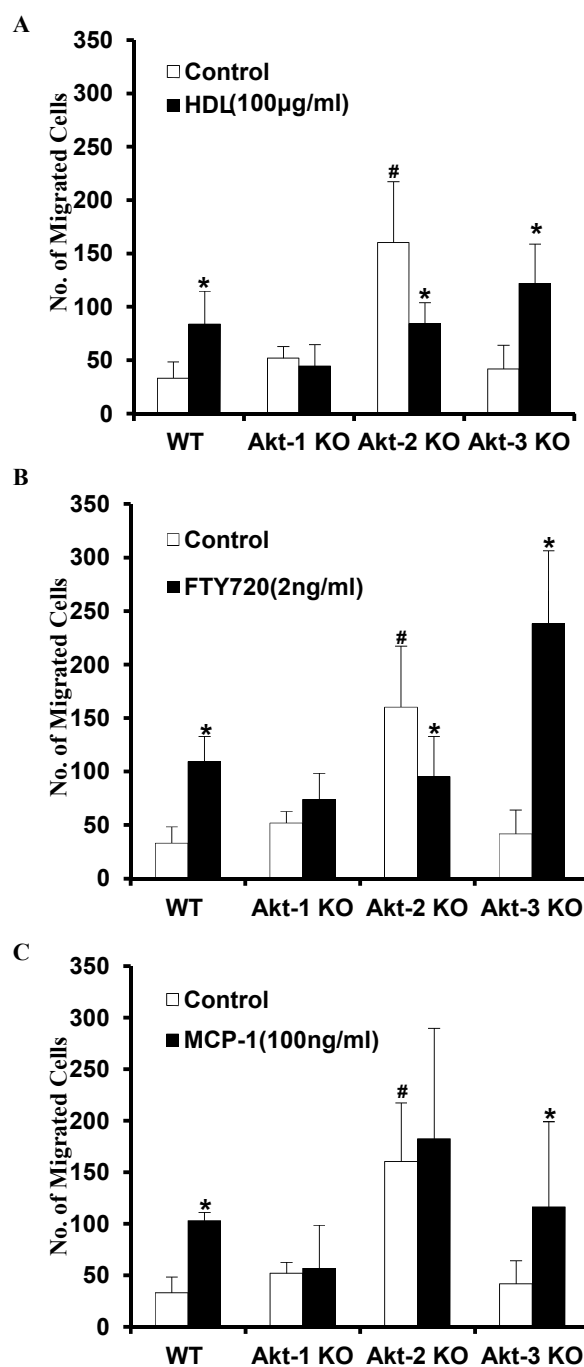 A
No. of Migrated Cells
350
300
250
200
150
100
50
0
Control
HDL(100µg/ml)
*
#
*
*
WT Akt-1 KO Akt-2 KO Akt-3 KO
B
No. of Migrated Cells
350
300
250
200
150
100
50
0
Control
FTY720(2ng/ml)
*
#
*
*
WT Akt-1 KO Akt-2 KO Akt-3 KO
C
No. of Migrated Cells
350
300
250
200
150
100
50
0
Control
MCP-1(100ng/ml)
*
#
*
WT Akt-1 KO Akt-2 KO Akt-3 KO